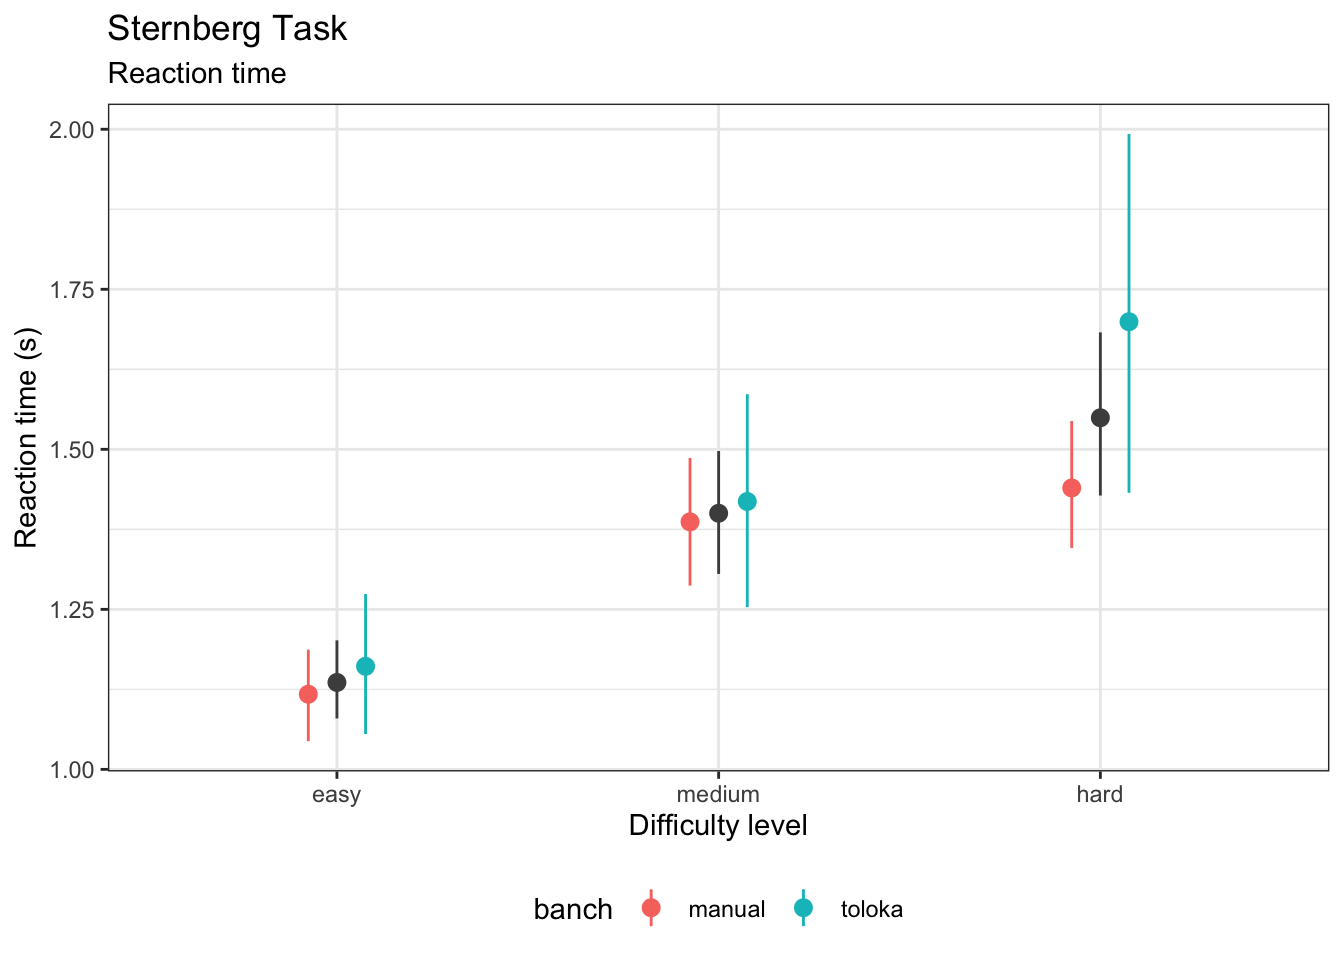 Sternberg Task
Reaction time
2.00
1.75
1.50
1.25
1.00
Reaction time (s)
easy medium hard
Difficulty level
banch manual toloka